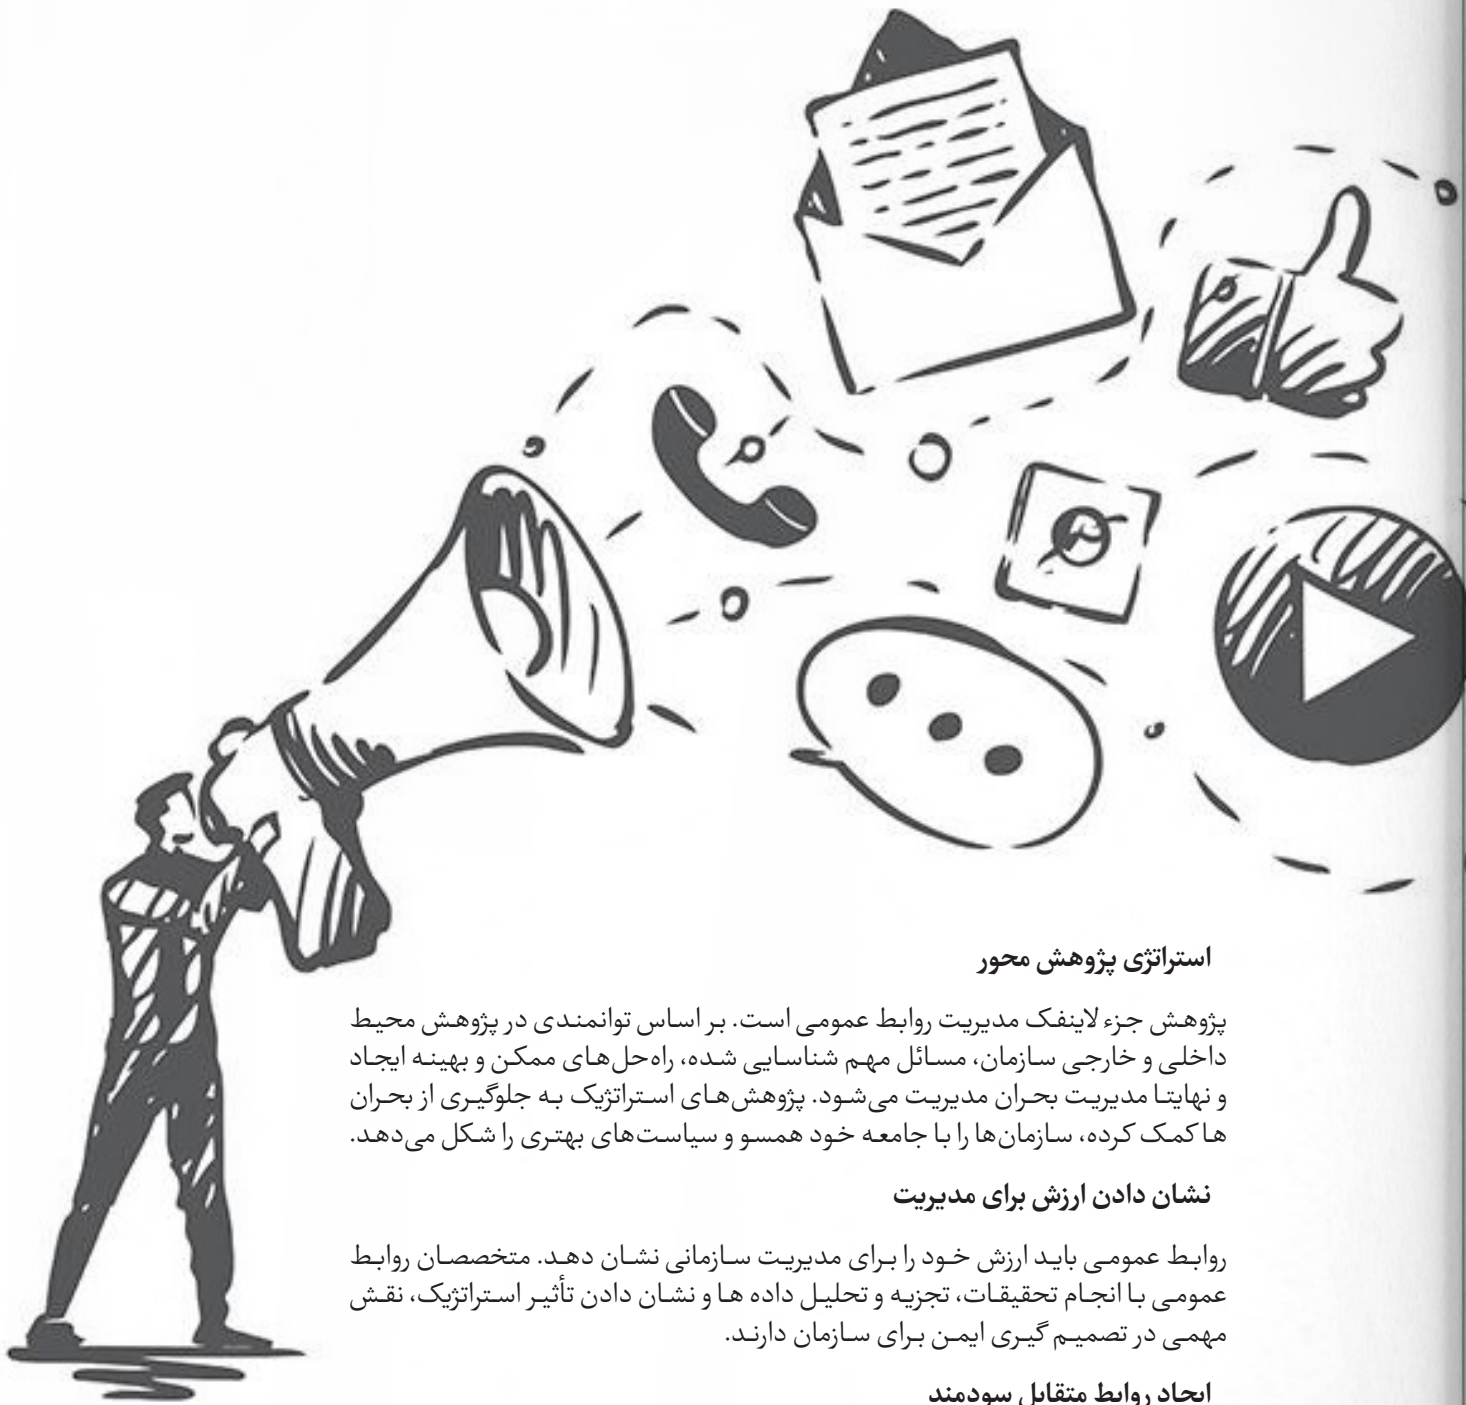 استراتژی پژوهش محور
پژوهش جزء لاینفک مدیریت روابط عمومی است. بر اساس توانمندی در پژوهش محیط
داخلی و خارجی سازمان، مسائل مهم شناسایی شده، راه‌حل‌های ممکن و بهینه ایجاد
و نهایتا مدیریت بحران مدیریت می‌شود. پژوهش‌های استراتژیک به جلوگیری از بحران
ها کمک کرده، سازمان‌ها را با جامعه خود همسو و سیاست‌های بهتری را شکل می‌دهد.
نشان دادن ارزش برای مدیریت
روابط عمومی باید ارزش خود را برای مدیریت سازمانی نشان دهد. متخصصان روابط
عمومی با انجام تحقیقات، تجزیه و تحلیل داده ها و نشان دادن تأثیر استراتژیک، نقش
مهمی در تصمیم گیری ایمن برای سازمان دارند.
ایجاد روابط متقابل سودمند